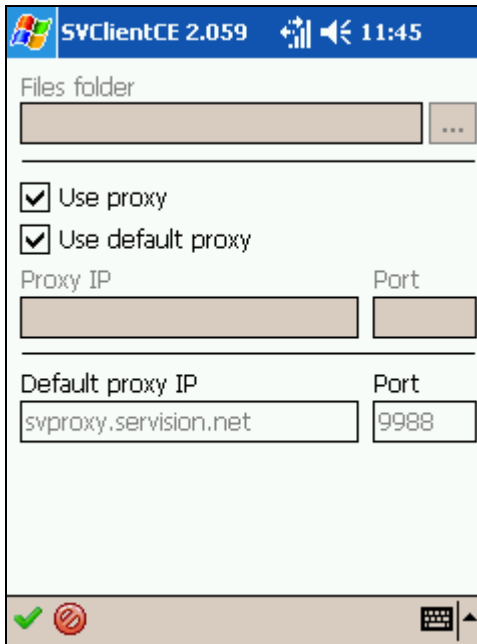 SVClientCE 2.059 11:45
Files folder
...
Use proxy
Use default proxy
Proxy IP Port
Default proxy IP Port
svproxy.servision.net 9988